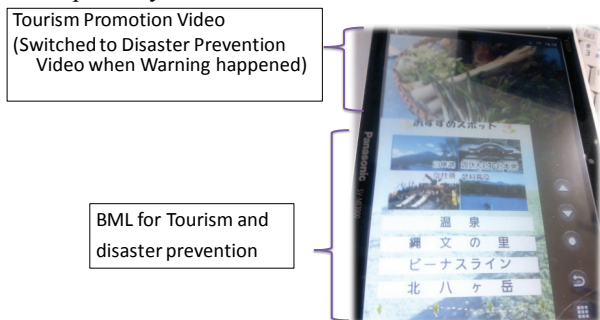 Tourism Promotion Video
(Switched to Disaster Prevention
Video when Warning happened)
おすすめスポット
Panasonic
温 泉
縄 文 の 里
ビーナスライン
北 八 ヶ 岳
BML for Tourism and
disaster prevention